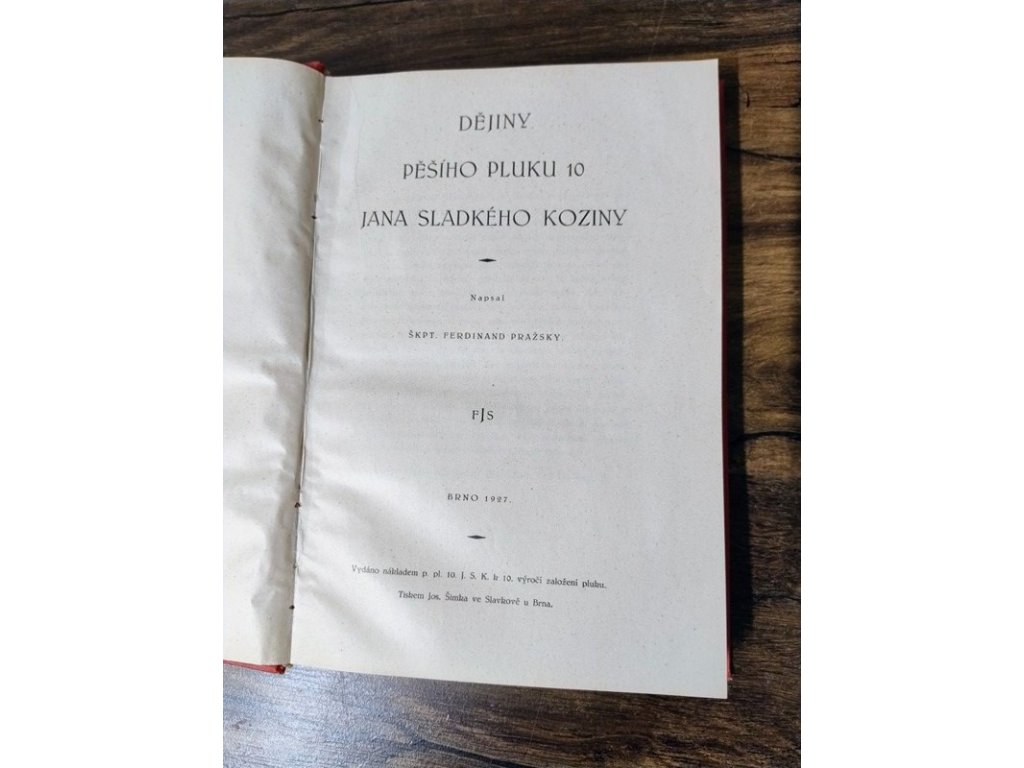 DĚJINY
PĚŠÍHO PLUKU 10
JANA SLADKÉHO KOZINY
Napsal
ŠKPT. FERDINAND PRAŽSKY.
FJS
BRNO 1927.
Vydáno nákladem p. pl. 10. J. S. K. k 10. výročí založení pluku.
Tiskem Jos. Šimka ve Slavkově u Brna.